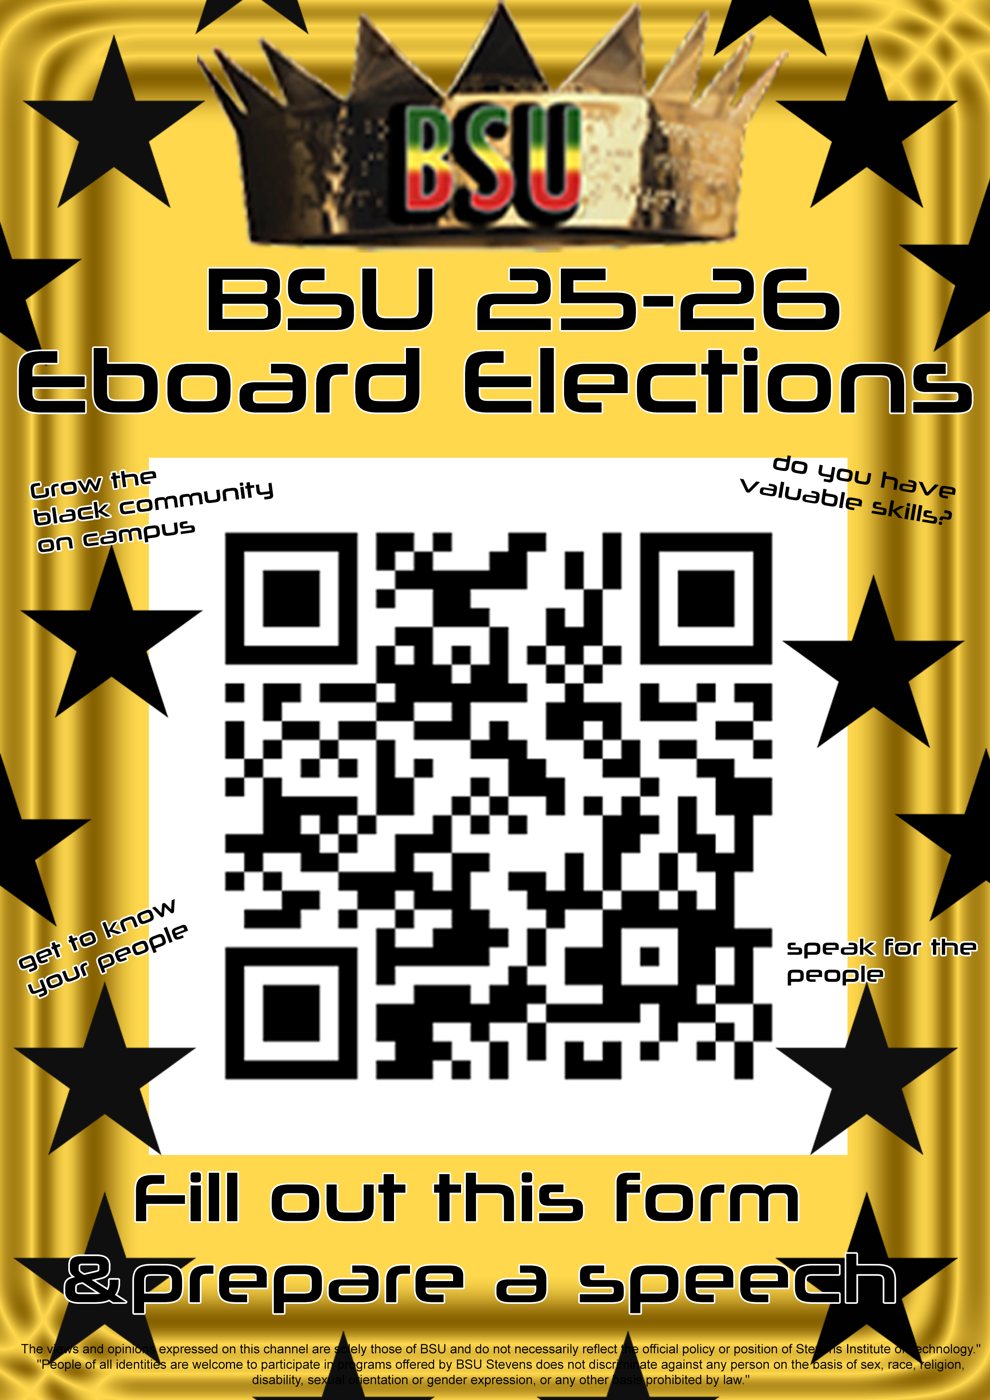 BSU
BSU 25-26
Eboard Elections
Grow the
black community
on campus
do you have
valuable skills?
get to know
your people
speak for the
people
Fill out this form
&prepare a speech
The views and opinions expressed on this channel are solely those of BSU and do not necessarily reflect the official policy or position of Stevens Institute of Technology."
"People of all identities are welcome to participate in programs offered by BSU Stevens does not discriminate against any person on the basis of sex, race, religion,
disability, sexual orientation or gender expression, or any other basis prohibited by law."